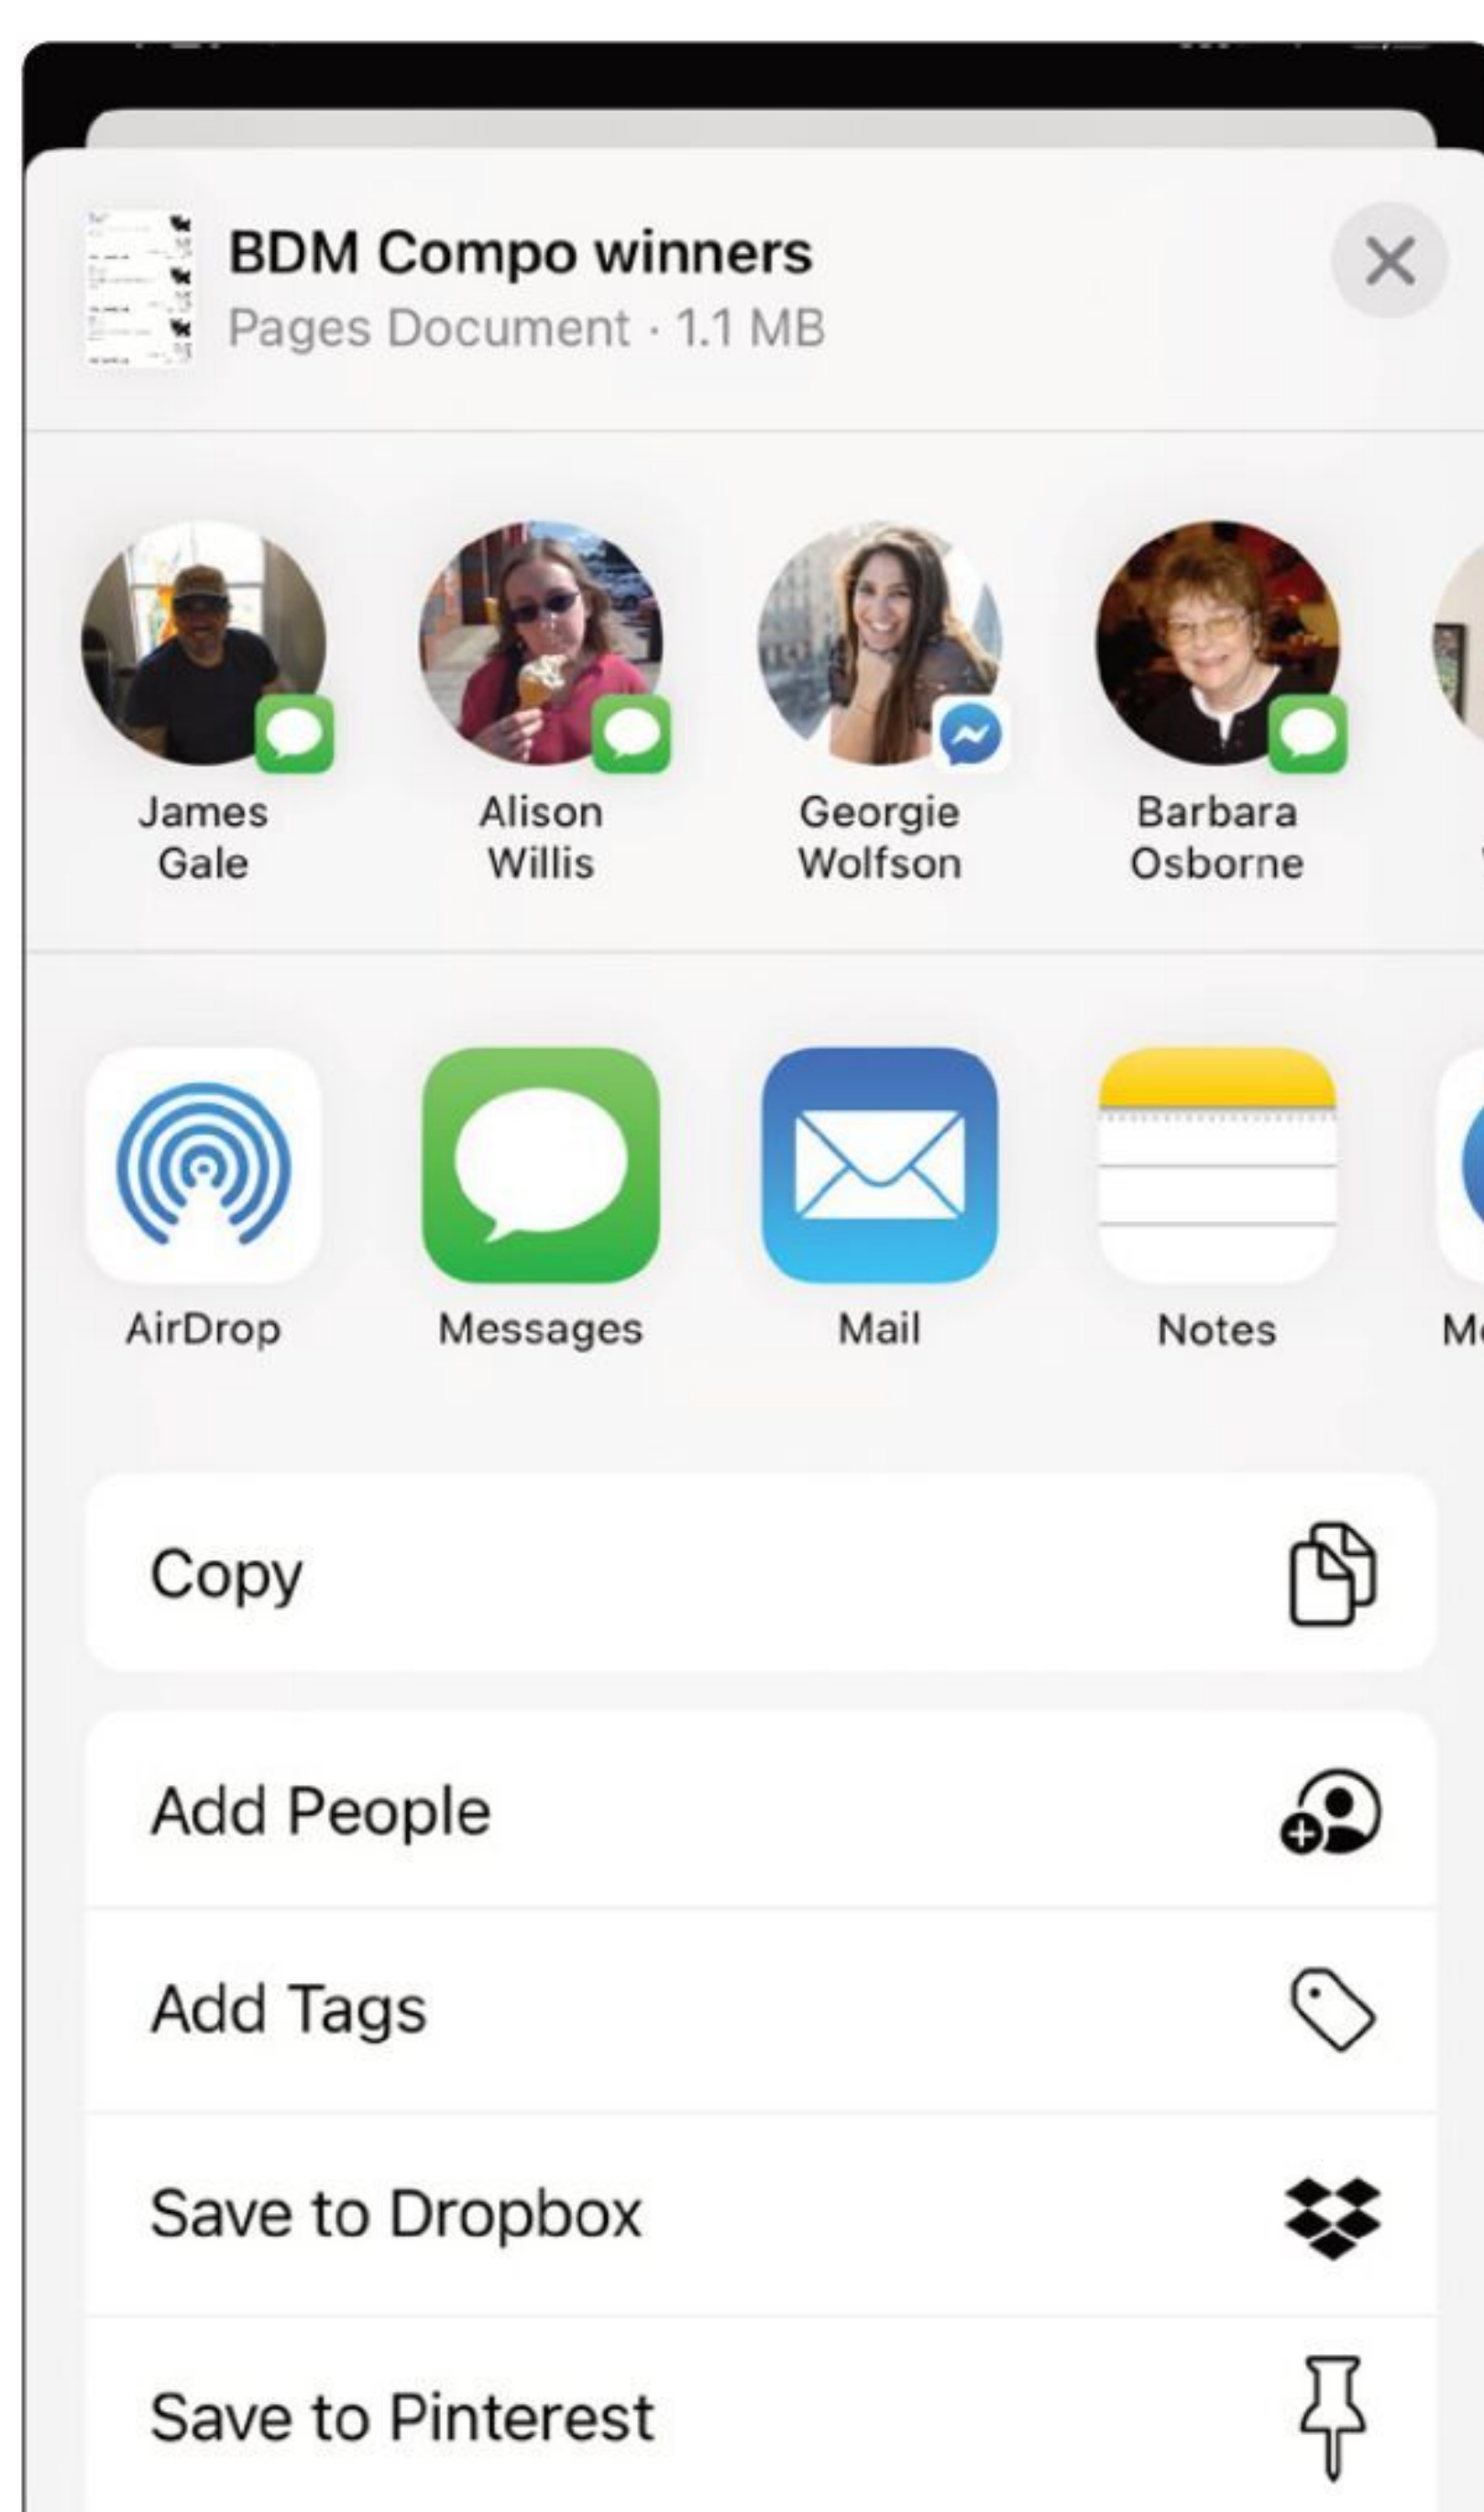 BDM Compo winners
Pages Document · 1.1 MB
James
Gale
Alison
Willis
Georgie
Wolfson
Barbara
Osborne
AirDrop
Messages
Mail
Notes
Copy
Add People
Add Tags
Save to Dropbox
Save to Pinterest